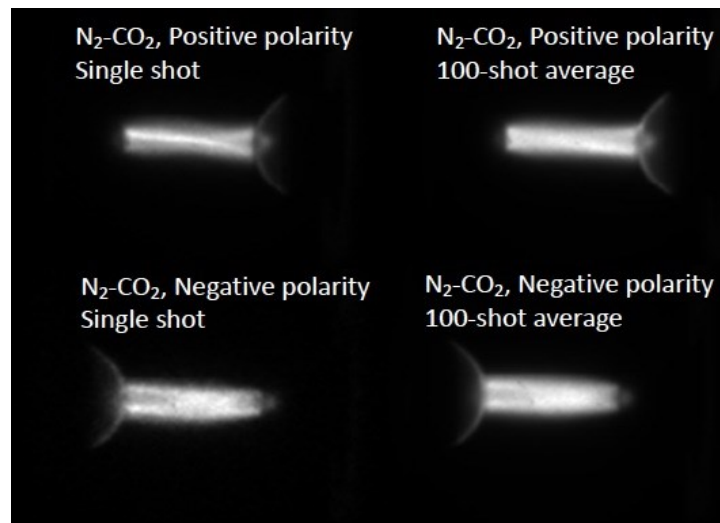 N₂-CO₂, Positive polarity
Single shot
N₂-CO₂, Positive polarity
100-shot average
N₂-CO₂, Negative polarity
Single shot
N₂-CO₂, Negative polarity
100-shot average